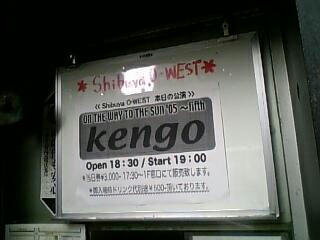 *Shibuya O-WEST*
≪Shibuya O-WEST 本日の公演≫
ON THE WAY TO THE SUN '05 ～fifth
kengo
Open 18:30 / Start 19:00
*当日券¥3,000-17:30～1F窓口にて販売致します。
*御入場時ドリンク代別途¥500-頂いております。